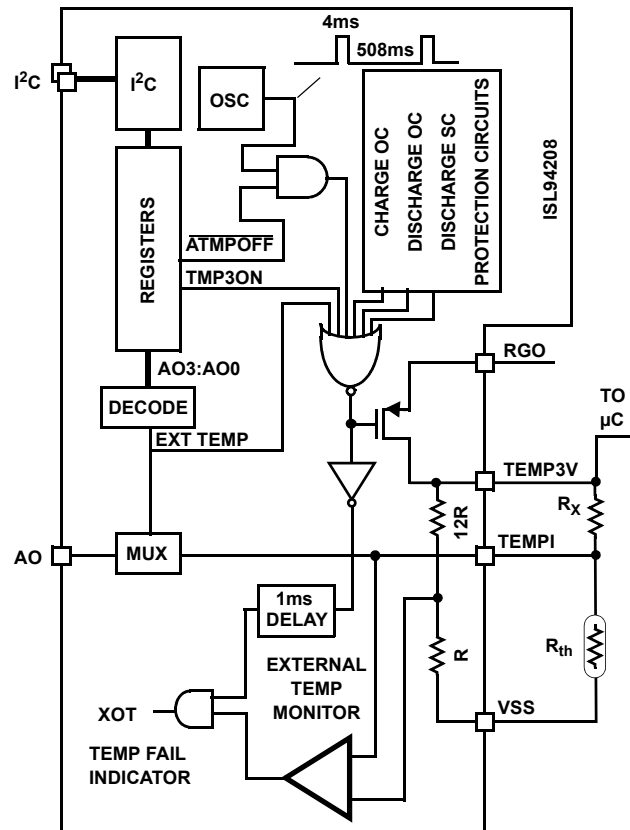 4ms
508ms
I²C
I²C
OSC
CHARGE OC
DISCHARGE OC
DISCHARGE SC
PROTECTION CIRCUITS
ISL94208
REGISTERS
ATMPOFF
TMP3ON
RGO
AO3:AO0
DECODE
TO
µC
EXT TEMP
TEMP3V
12R
RX
AO
MUX
TEMPI
1ms
DELAY
R
Rth
EXTERNAL
TEMP
MONITOR
XOT
VSS
TEMP FAIL
INDICATOR